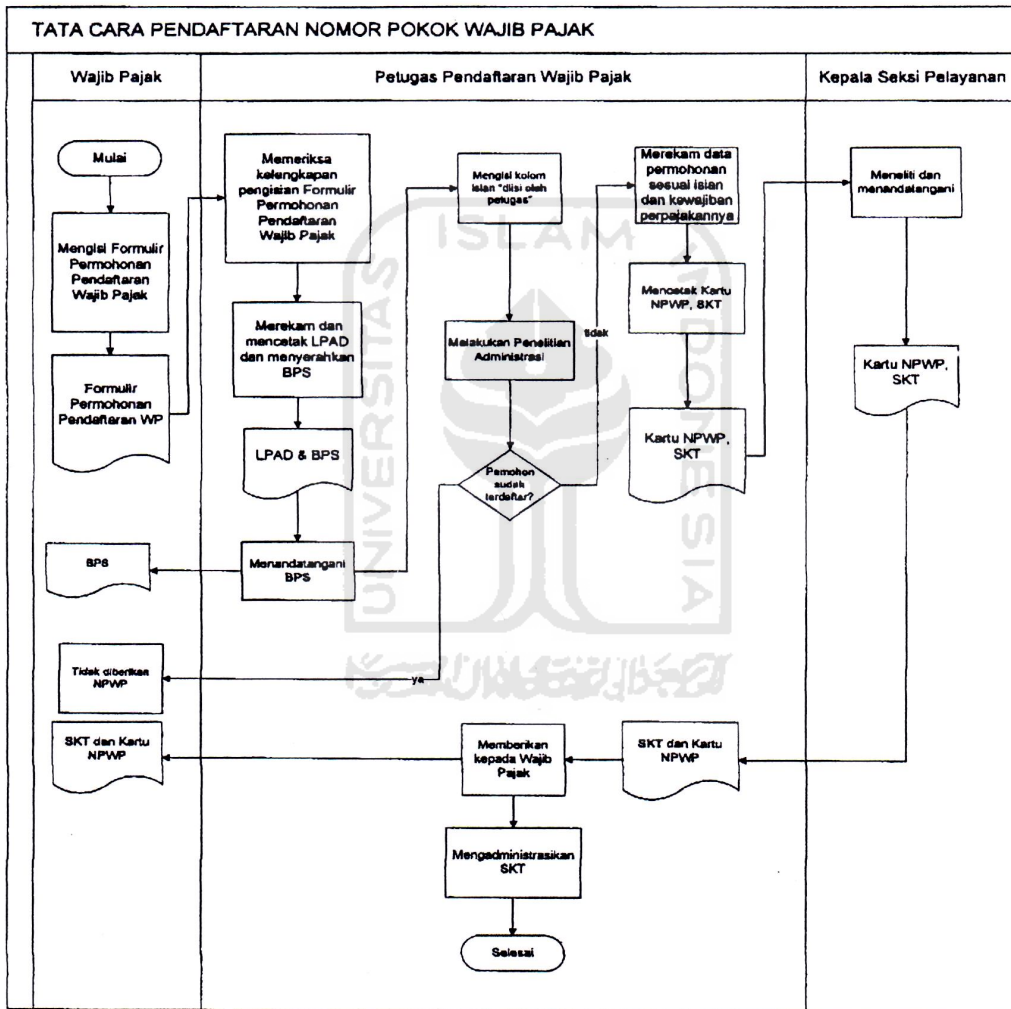 TATA CARA PENDAFTARAN NOMOR POKOK WAJIB PAJAK
Wajib Pajak
Petugas Pendaftaran Wajib Pajak
Kepala Seksi Pelayanan
Mulai
Mengisi Formulir
Permohonan
Pendaftaran
Wajib Pajak
Formulir
Permohonan
Pendaftaran WP
BPS
Tidak diberikan
NPWP
SKT dan Kartu
NPWP
Memeriksa
kelengkapan
pengisian Formulir
Permohonan
Pendaftaran
Wajib Pajak
Merekam dan
mencetak LPAD
dan menyerahkan
BPS
LPAD & BPS
Menandatangani
BPS
Mengisi kolom
isian "diisi oleh
petugas"
Melakukan Penelitian
Administrasi
Pemohon
sudah
terdaftar?
ya
tidak
Merekam data
permohonan
sesuai isian
dan kewajiban
perpajakannya
Mencetak Kartu
NPWP, SKT
Kartu NPWP,
SKT
Meneliti dan
menandatangani
Kartu NPWP,
SKT
SKT dan Kartu
NPWP
Memberikan
kepada Wajib
Pajak
Mengadministrasikan
SKT
Selesai
UNIVERSITAS
ISLAM
INDONESIA